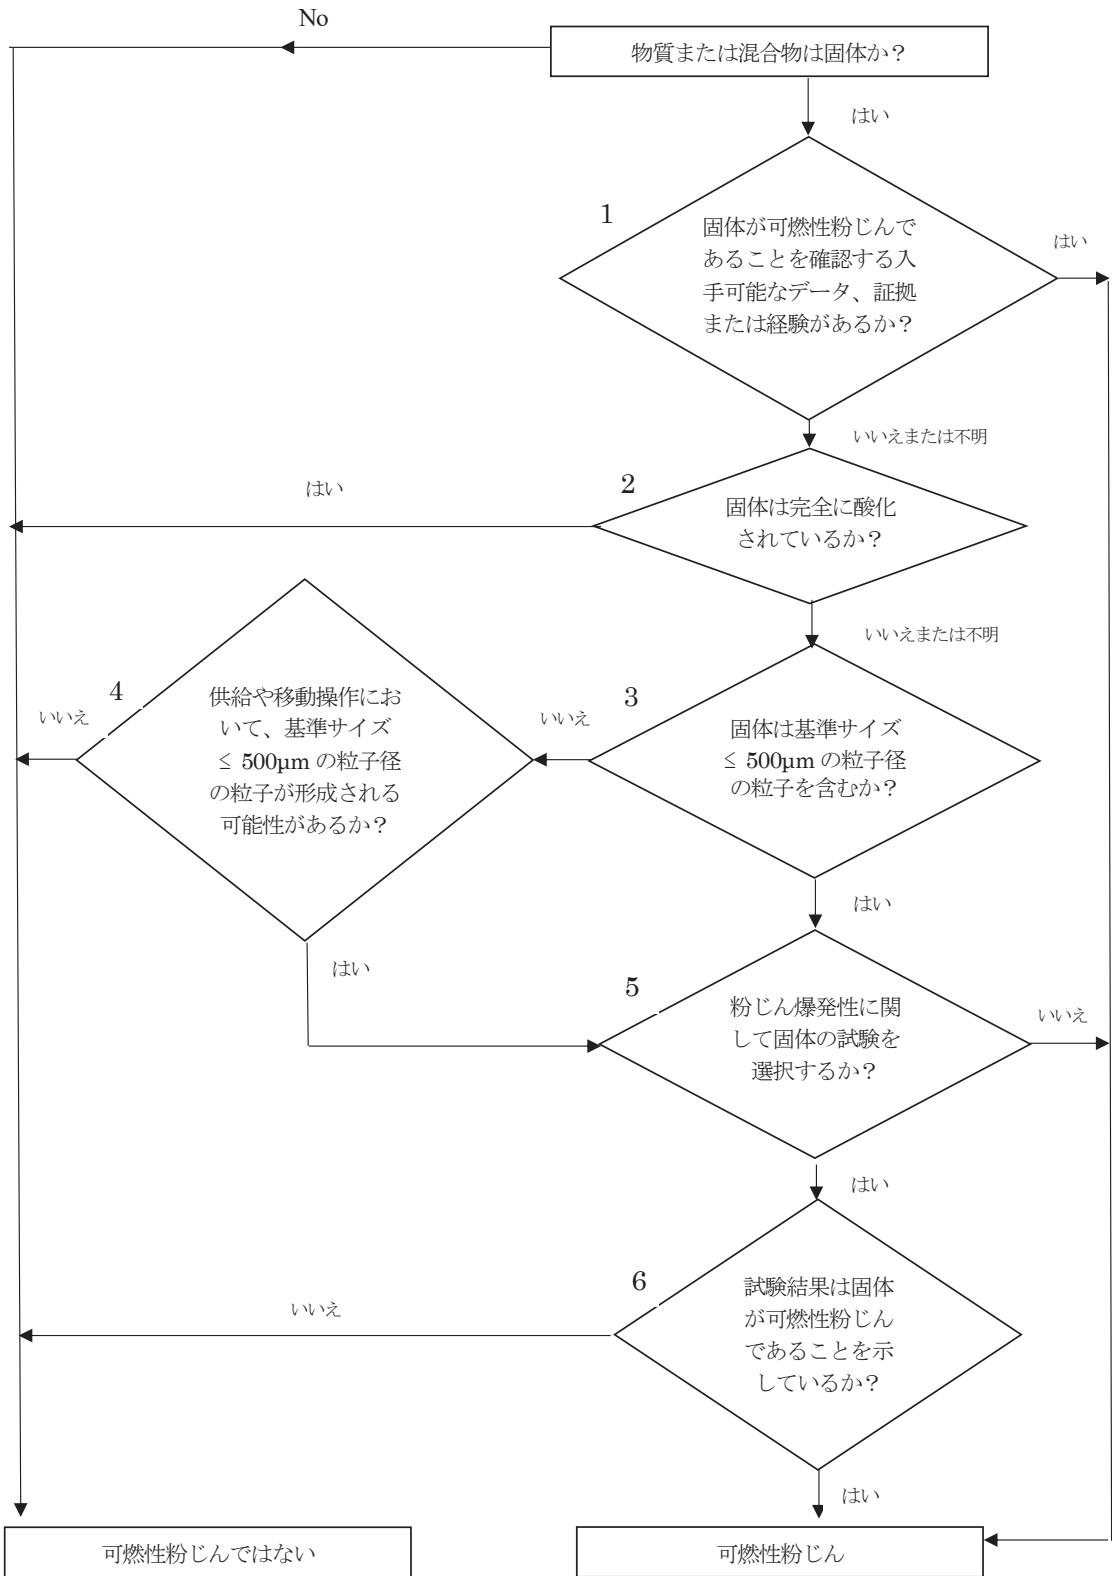 No
物質または混合物は固体か？
はい
1
固体が可燃性粉じんで
あることを確認する入
手可能なデータ、証拠
または経験があるか？
はい
いいえまたは不明
2
固体は完全に酸化
されているか？
はい
いいえまたは不明
3
固体は基準サイズ
≤ 500µm の粒子径
の粒子を含むか？
いいえ
4
供給や移動操作にお
いて、基準サイズ
≤ 500µm の粒子径
の粒子が形成される
可能性があるか？
いいえ
はい
はい
5
粉じん爆発性に関
して固体の試験を
選択するか？
いいえ
はい
6
試験結果は固体
が可燃性粉じん
であることを示
しているか？
いいえ
はい
可燃性粉じんではない
可燃性粉じん